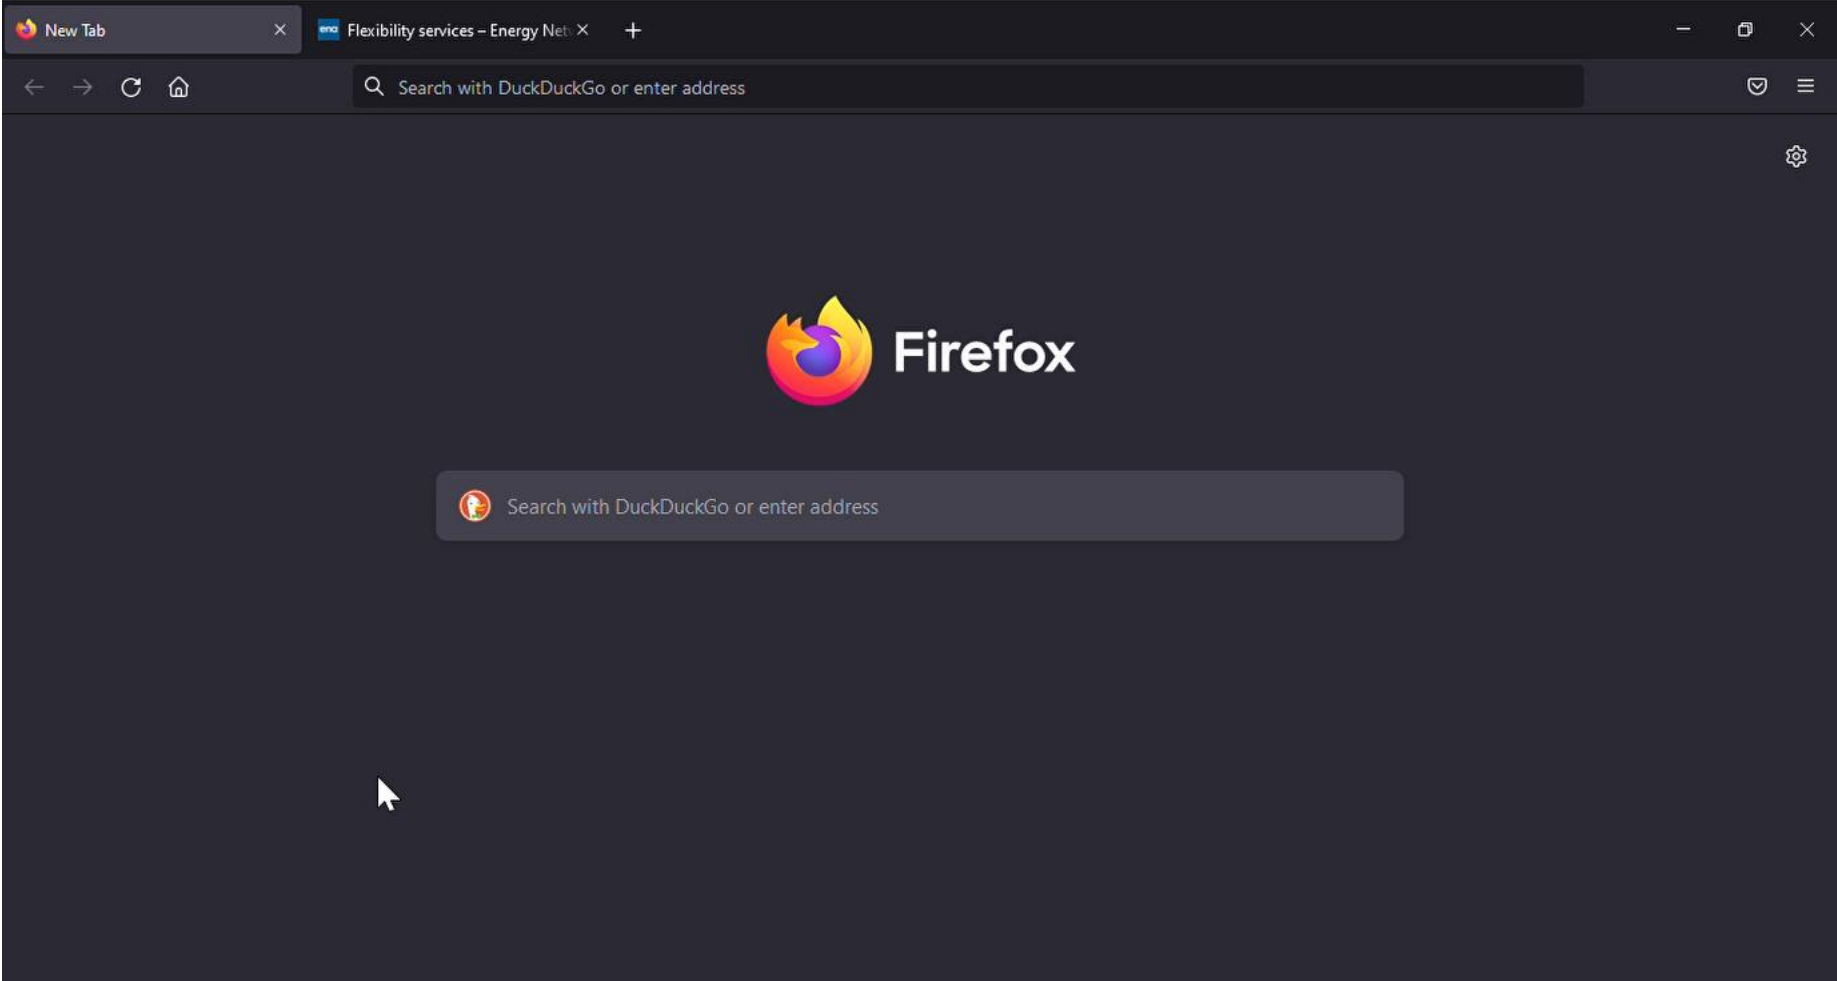 New Tab
ena Flexibility services – Energy Net
Search with DuckDuckGo or enter address
Firefox
Search with DuckDuckGo or enter address